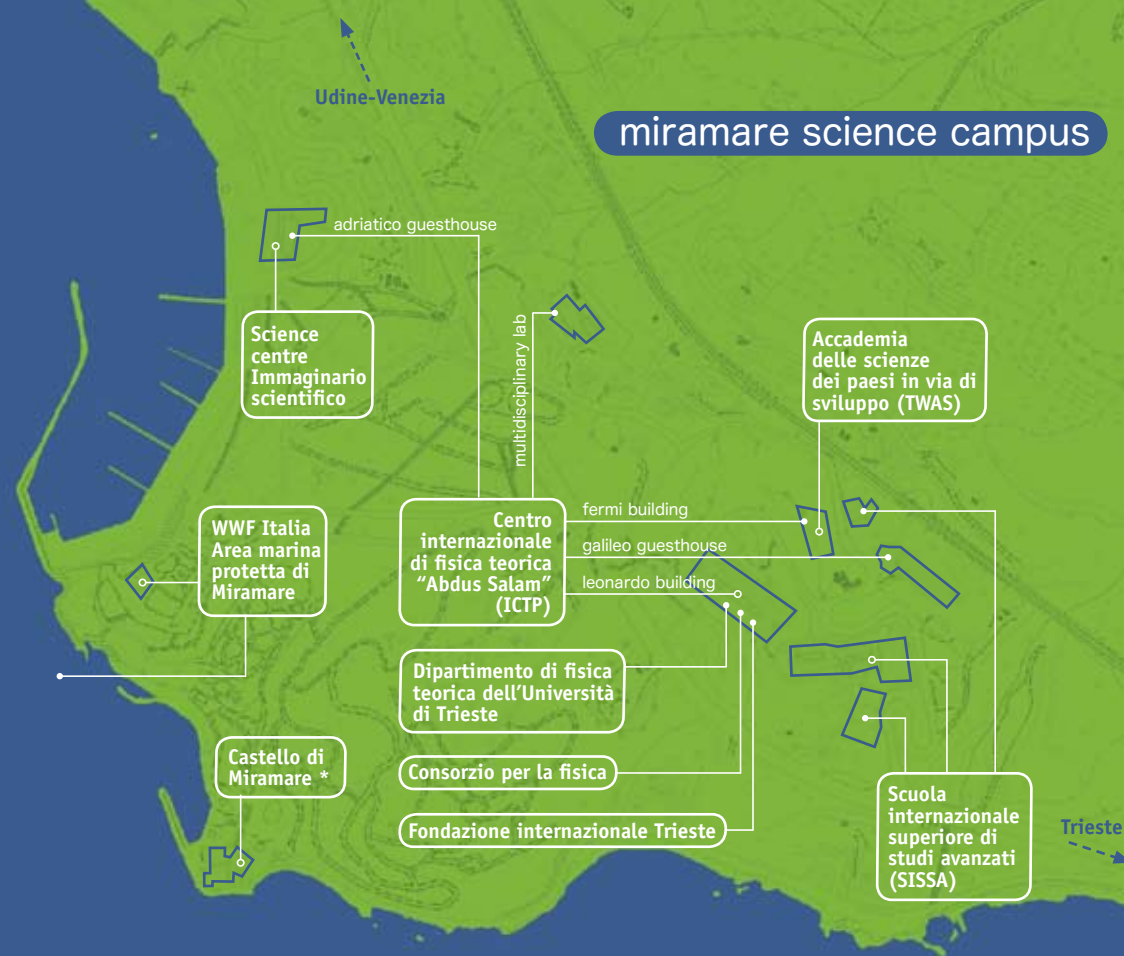 Udine-Venezia
miramare science campus
adriatico guesthouse
Science
centre
Immaginario
scientifico
multidisciplinary lab
Accademia
delle scienze
dei paesi in via di
sviluppo (TWAS)
WWF Italia
Area marina
protetta di
Miramare
Centro
internazionale
di fisica teorica
“Abdus Salam”
(ICTP)
fermi building
galileo guesthouse
leonardo building
Dipartimento di fisica
teorica dell’Università
di Trieste
Castello di
Miramare *
Consorzio per la fisica
Fondazione internazionale Trieste
Scuola
internazionale
superiore di
studi avanzati
(SISSA)
Trieste